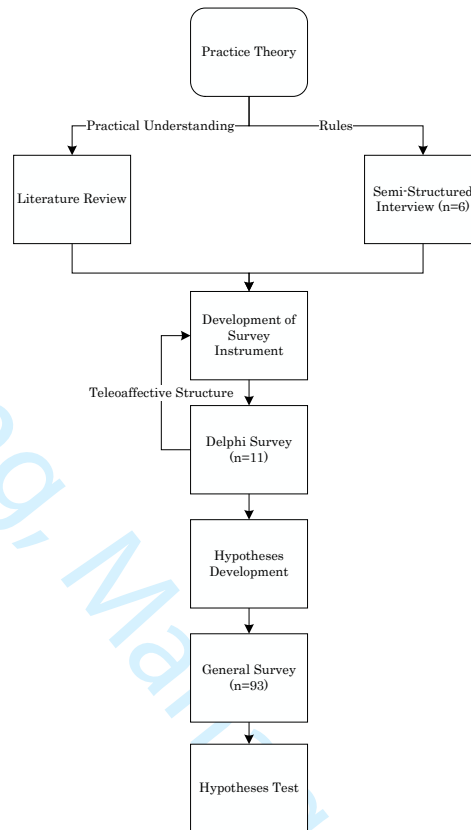 Practice Theory
Practical Understanding
Rules
Literature Review
Semi-Structured
Interview (n=6)
Development of
Survey
Instrument
Teleoaffective Structure
Delphi Survey
(n=11)
Hypotheses
Development
General Survey
(n=93)
Hypotheses Test